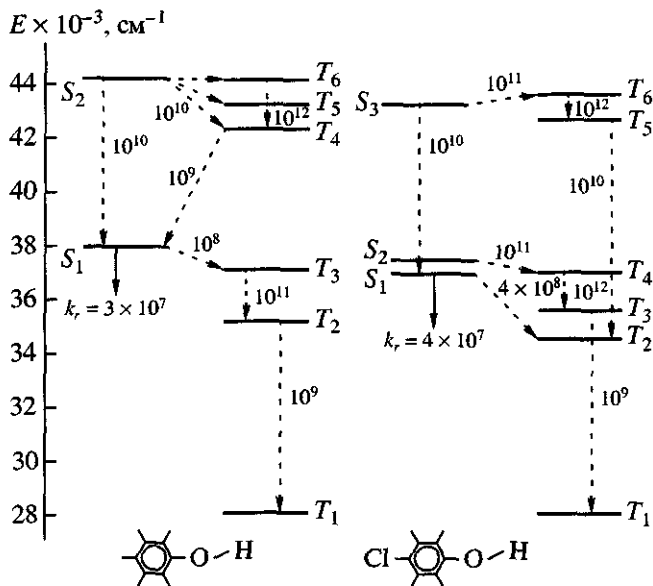 E × 10⁻³, см⁻¹
44
42
40
38
36
34
32
30
28
S₂
T₆
T₅
T₄
10¹⁰
10¹²
10¹⁰
10⁹
S₁
10⁸
T₃
kᵣ = 3 × 10⁷
10¹¹
T₂
10⁹
T₁
O
H
S₃
10¹¹
T₆
10¹²
T₅
10¹⁰
10¹⁰
S₂
10¹¹
S₁
T₄
4 × 10⁸
10¹²
T₃
kᵣ = 4 × 10⁷
T₂
10⁹
T₁
Cl
O
H